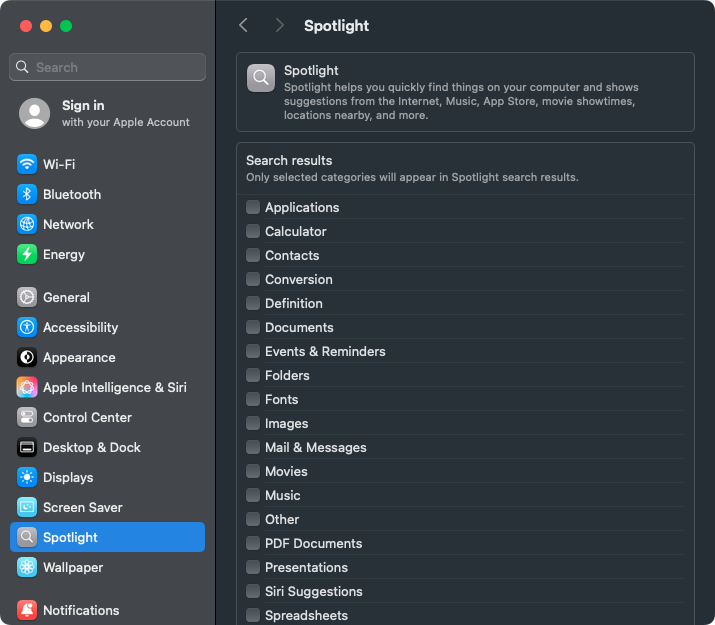 Spotlight
Search
Sign in
with your Apple Account
Wi-Fi
Bluetooth
Network
Energy
General
Accessibility
Appearance
Apple Intelligence & Siri
Control Center
Desktop & Dock
Displays
Screen Saver
Spotlight
Wallpaper
Notifications
Spotlight
Spotlight helps you quickly find things on your computer and shows
suggestions from the Internet, Music, App Store, movie showtimes,
locations nearby, and more.
Search results
Only selected categories will appear in Spotlight search results.
Applications
Calculator
Contacts
Conversion
Definition
Documents
Events & Reminders
Folders
Fonts
Images
Mail & Messages
Movies
Music
Other
PDF Documents
Presentations
Siri Suggestions
Spreadsheets